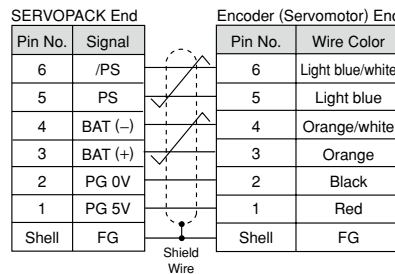 SERVOPACK End
Encoder (Servomotor) End
Pin No. Signal
Pin No. Wire Color
6 /PS
6 Light blue/white
5 PS
5 Light blue
4 BAT (−)
4 Orange/white
3 BAT (+)
3 Orange
2 PG 0V
2 Black
1 PG 5V
1 Red
Shell FG
Shell FG
Shield
Wire